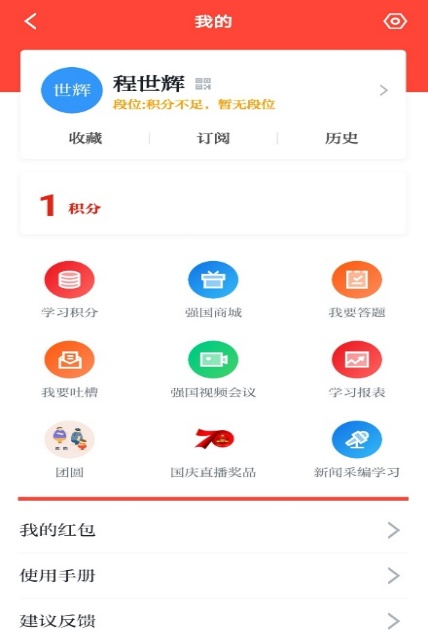 我的
世辉
程世辉
段位:积分不足，暂无段位
收藏 订阅 历史
1 积分
学习积分 强国商城 我要答题
我要吐槽 强国视频会议 学习报表
70
团圆 国庆直播奖品 新闻采编学习
我的红包
使用手册
建议反馈